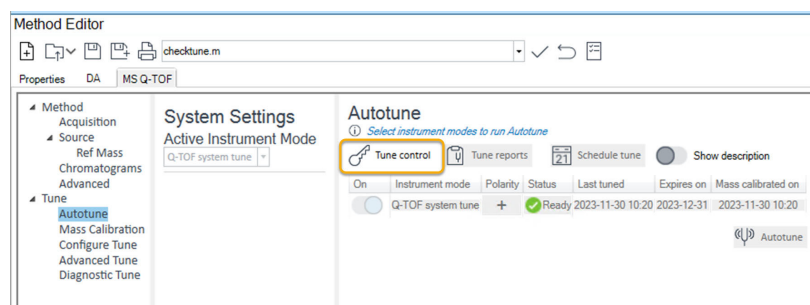 Method Editor
checktune.m
Properties DA MS Q-TOF
Method
Acquisition
Source
Ref Mass
Chromatograms
Advanced
Tune
Autotune
Mass Calibration
Configure Tune
Advanced Tune
Diagnostic Tune
System Settings
Active Instrument Mode
Q-TOF system tune
Autotune
Select instrument modes to run Autotune
Tune control Tune reports 21 Schedule tune Show description
On Instrument mode Polarity Status Last tuned Expires on Mass calibrated on
Q-TOF system tune + Ready 2023-11-30 10:20 2023-12-31 2023-11-30 10:20
Autotune